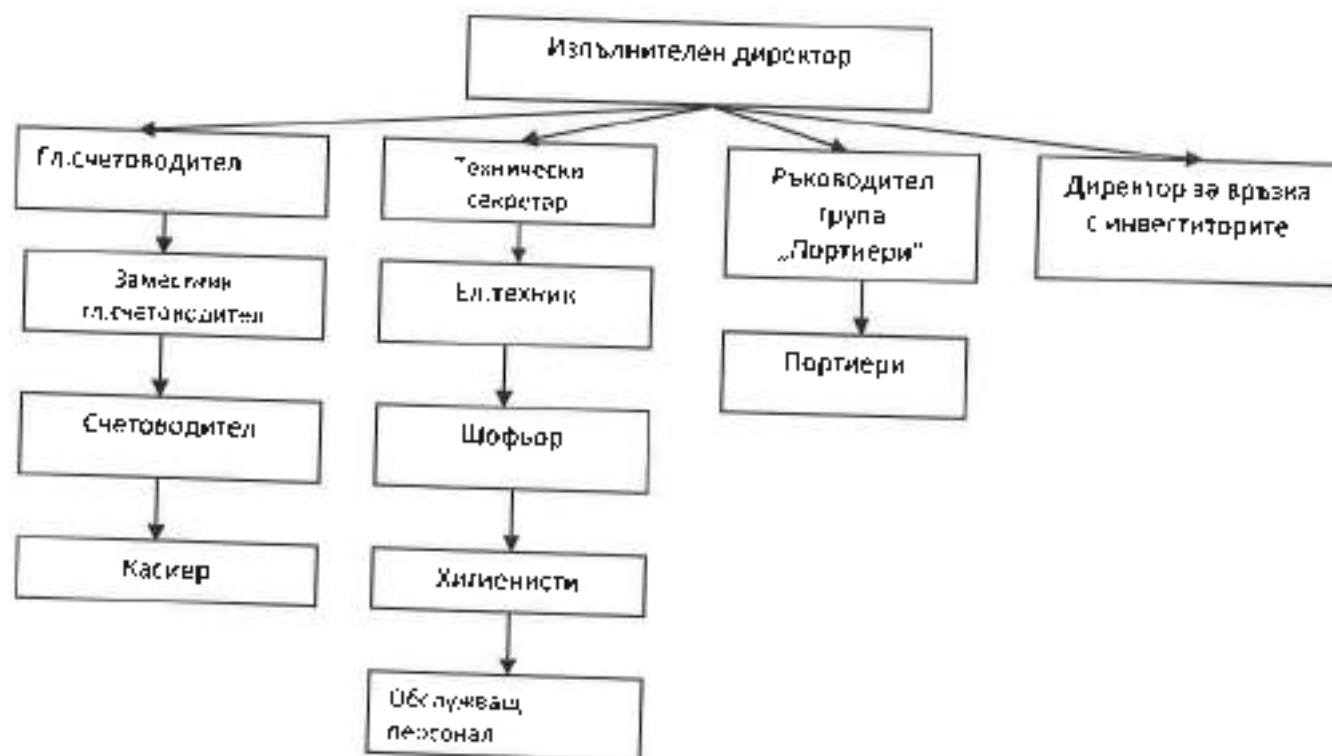 Изпълнителен директор
Гл.счетоводител
Технически
секретар
Ръководител
група
„Портиери"
Директор за връзка
с инвеститорите
Заместник
гл.счетоводител
Ел.техник
Портиери
Счетоводител
Шофьор
Касиер
Хигиенисти
Обслужващ
персонал